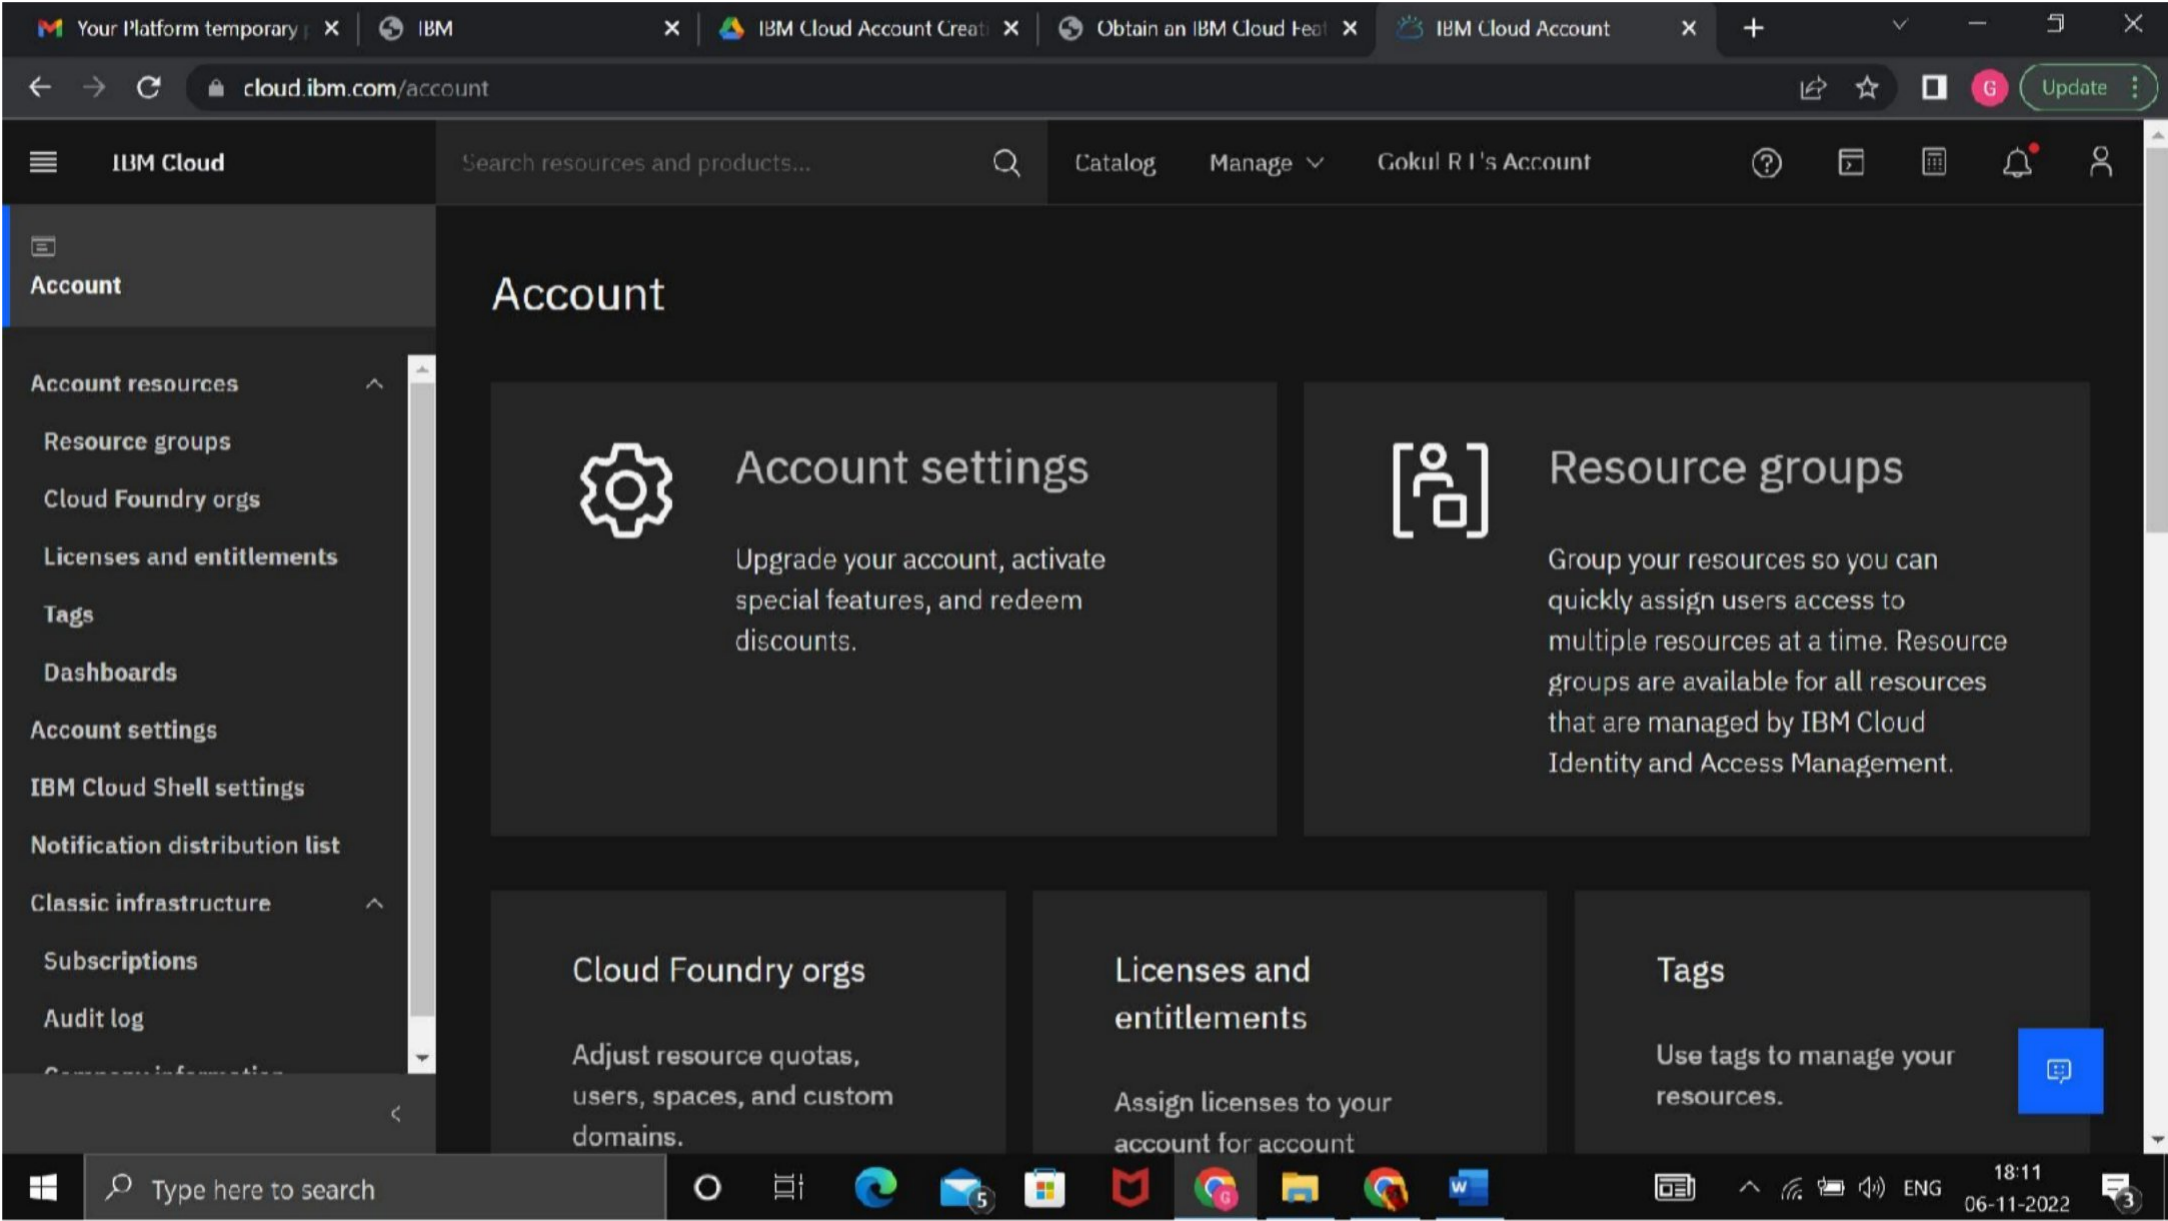 Your Platform temporary p
IBM
IBM Cloud Account Creati
Obtain an IBM Cloud Feat
IBM Cloud Account
cloud.ibm.com/account
G
Update
IBM Cloud
Search resources and products...
Catalog
Manage
Gokul R L's Account
Account
Account resources
Resource groups
Cloud Foundry orgs
Licenses and entitlements
Tags
Dashboards
Account settings
IBM Cloud Shell settings
Notification distribution list
Classic infrastructure
Subscriptions
Audit log
Company information
Account
Account settings
Upgrade your account, activate
special features, and redeem
discounts.
Resource groups
Group your resources so you can
quickly assign users access to
multiple resources at a time. Resource
groups are available for all resources
that are managed by IBM Cloud
Identity and Access Management.
Cloud Foundry orgs
Adjust resource quotas,
users, spaces, and custom
domains.
Licenses and
entitlements
Assign licenses to your
account for account
Tags
Use tags to manage your
resources.
Type here to search
5
G
W
ENG
18:11
06-11-2022
3